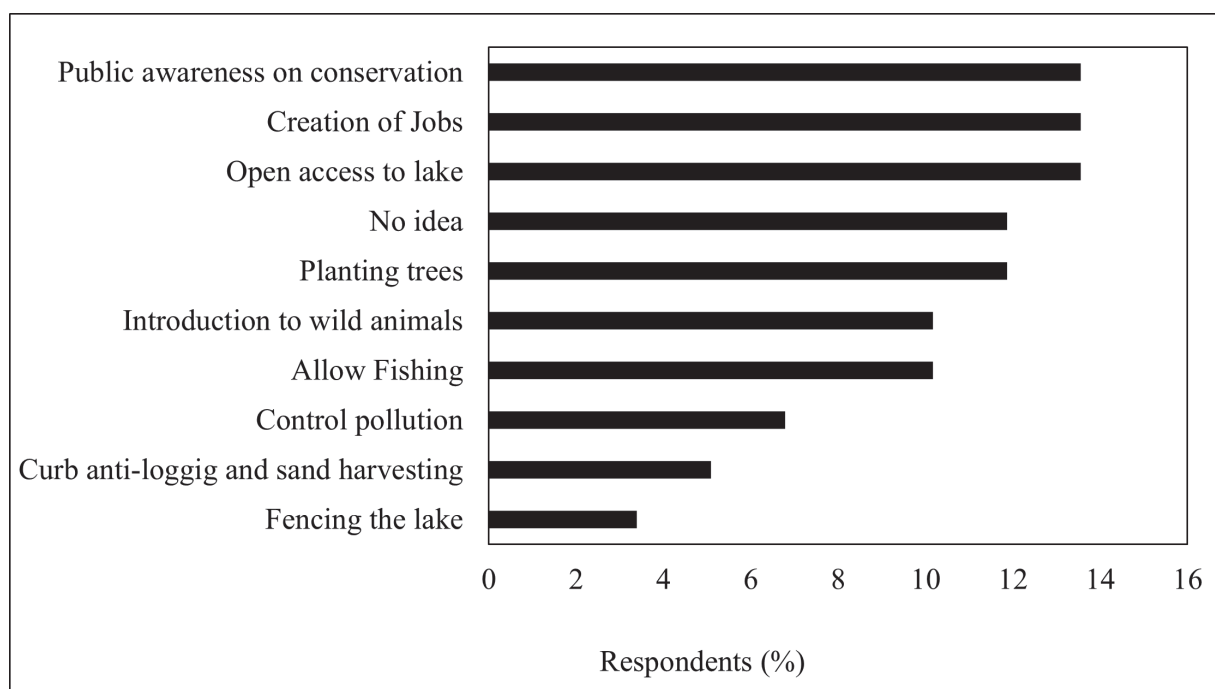 Public awareness on conservation
Creation of Jobs
Open access to lake
No idea
Planting trees
Introduction to wild animals
Allow Fishing
Control pollution
Curb anti-loggig and sand harvesting
Fencing the lake
0 2 4 6 8 10 12 14 16
Respondents (%)